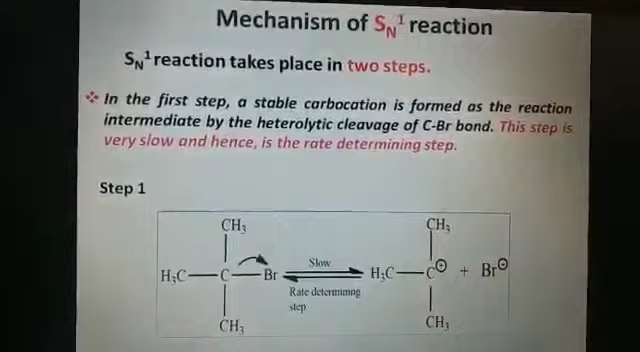 Mechanism of SN1 reaction
SN1 reaction takes place in two steps.
❖ In the first step, a stable carbocation is formed as the reaction
intermediate by the heterolytic cleavage of C-Br bond. This step is
very slow and hence, is the rate determining step.
Step 1
CH3 CH3
H3C—C—Br Slow H3C—C⊕ + Br⊖
Rate determining
step
CH3 CH3